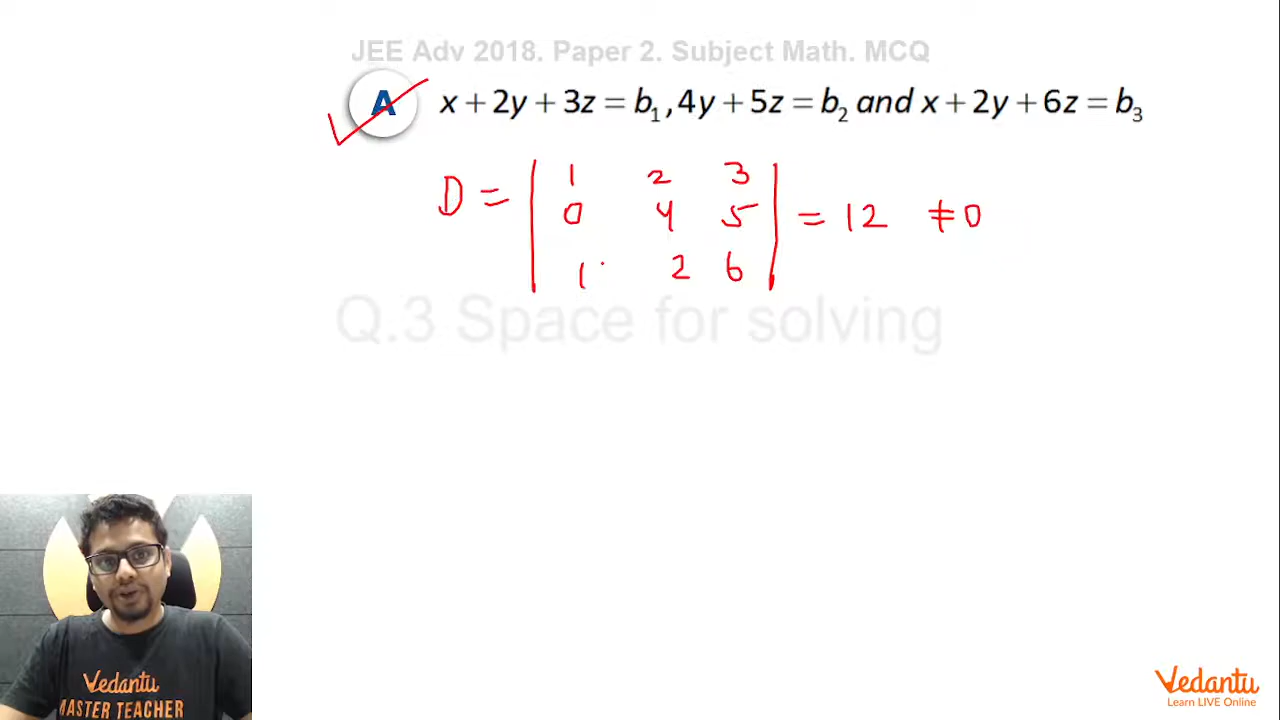 JEE Adv 2018. Paper 2. Subject Math. MCQ
A x + 2y + 3z = b₁, 4y + 5z = b₂ and x + 2y + 6z = b₃
D = | 1 2 3 |
| 0 4 5 | = 12 ≠0
| 1 2 6 |
Q.3 Space for solving
Vedantu
MASTER TEACHER
Vedantu
Learn LIVE Online